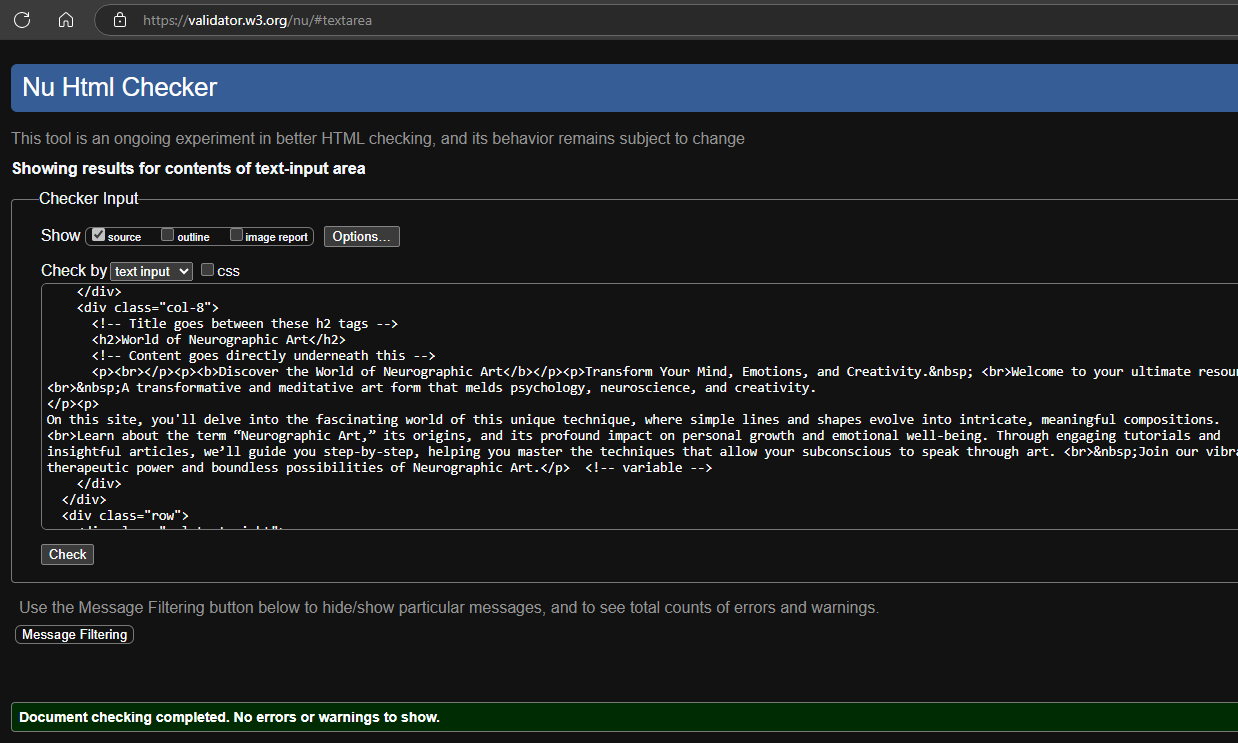 https://validator.w3.org/nu/#textarea
Nu Html Checker
This tool is an ongoing experiment in better HTML checking, and its behavior remains subject to change
Showing results for contents of text-input area
Checker Input
Show source outline image report Options...
Check by text input css
</div>
<div class="col-8">
<!-- Title goes between these h2 tags -->
<h2>World of Neurographic Art</h2>
<!-- Content goes directly underneath this -->
<p><br></p><p><b>Discover the World of Neurographic Art</b></p><p>Transform Your Mind, Emotions, and Creativity.&nbsp; <br>Welcome to your ultimate
<br>&nbsp;A transformative and meditative art form that melds psychology, neuroscience, and creativity.
</p><p>
On this site, you'll delve into the fascinating world of this unique technique, where simple lines and shapes evolve into intricate, meaningful compositions.
<br>Learn about the term “Neurographic Art,” its origins, and its profound impact on personal growth and emotional well-being. Through engaging tutorials and
insightful articles, we’ll guide you step-by-step, helping you master the techniques that allow your subconscious to speak through art. <br>&nbsp;Join our
therapeutic power and boundless possibilities of Neurographic Art.</p>  <!-- variable -->
</div>
</div>
<div class="row">
Check
Use the Message Filtering button below to hide/show particular messages, and to see total counts of errors and warnings.
Message Filtering
Document checking completed. No errors or warnings to show.